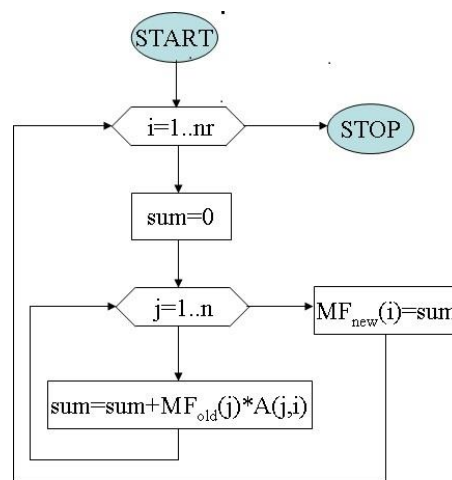 START
i=1..nr
STOP
sum=0
j=1..n
MFnew(i)=sum
sum=sum+MFold(j)*A(j,i)